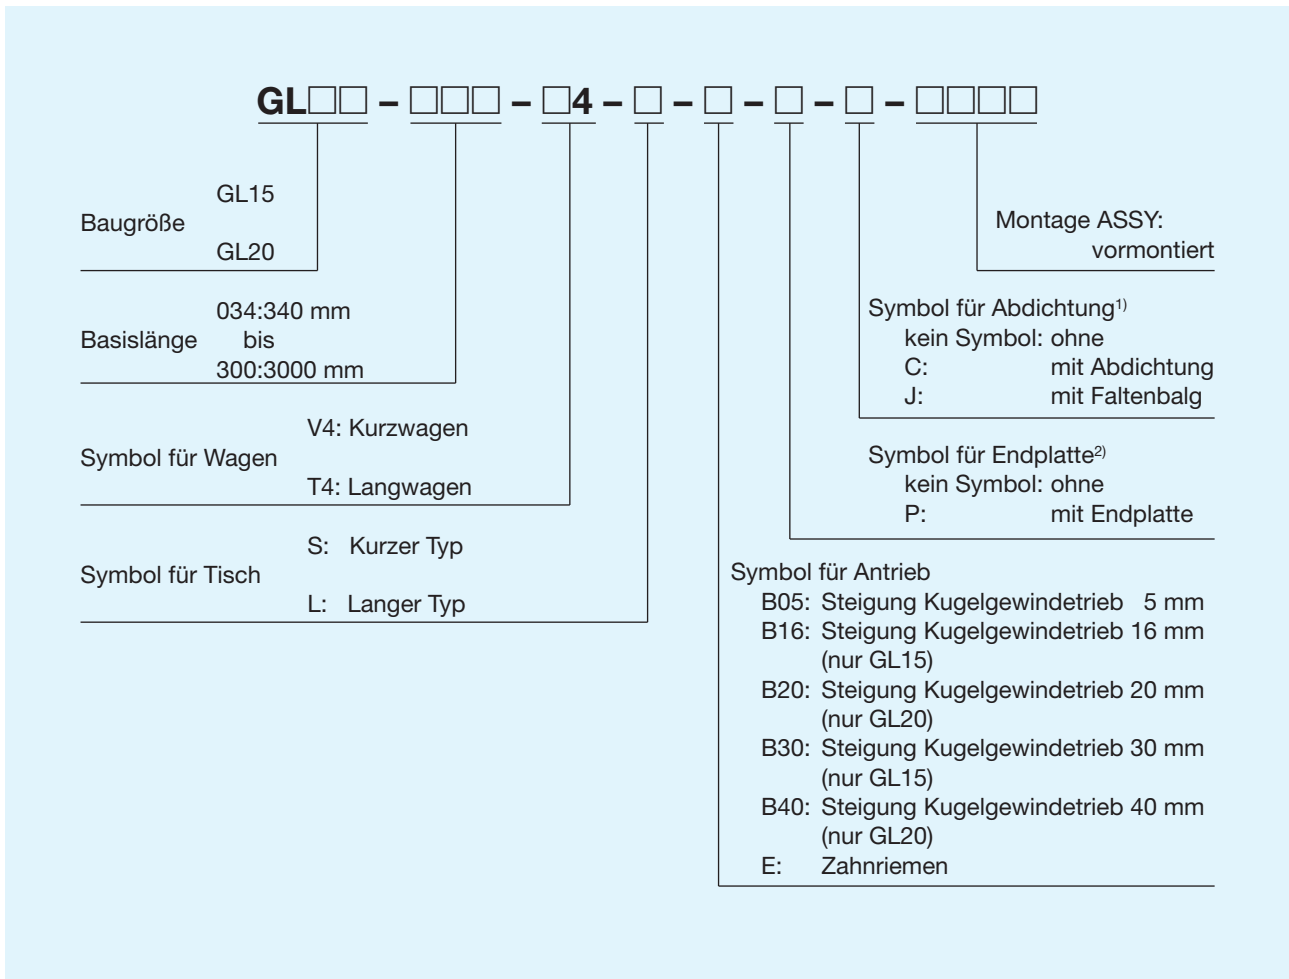 GL□□ – □□□ – □4 – □ – □ – □ – □ – □□□□
GL15
Baugröße
GL20
034:340 mm
Basislänge bis
300:3000 mm
V4: Kurzwagen
Symbol für Wagen
T4: Langwagen
S: Kurzer Typ
Symbol für Tisch
L: Langer Typ
Montage ASSY:
vormontiert
Symbol für Abdichtung1)
kein Symbol: ohne
C: mit Abdichtung
J: mit Faltenbalg
Symbol für Endplatte2)
kein Symbol: ohne
P: mit Endplatte
Symbol für Antrieb
B05: Steigung Kugelgewindetrieb 5 mm
B16: Steigung Kugelgewindetrieb 16 mm
(nur GL15)
B20: Steigung Kugelgewindetrieb 20 mm
(nur GL20)
B30: Steigung Kugelgewindetrieb 30 mm
(nur GL15)
B40: Steigung Kugelgewindetrieb 40 mm
(nur GL20)
E: Zahnriemen